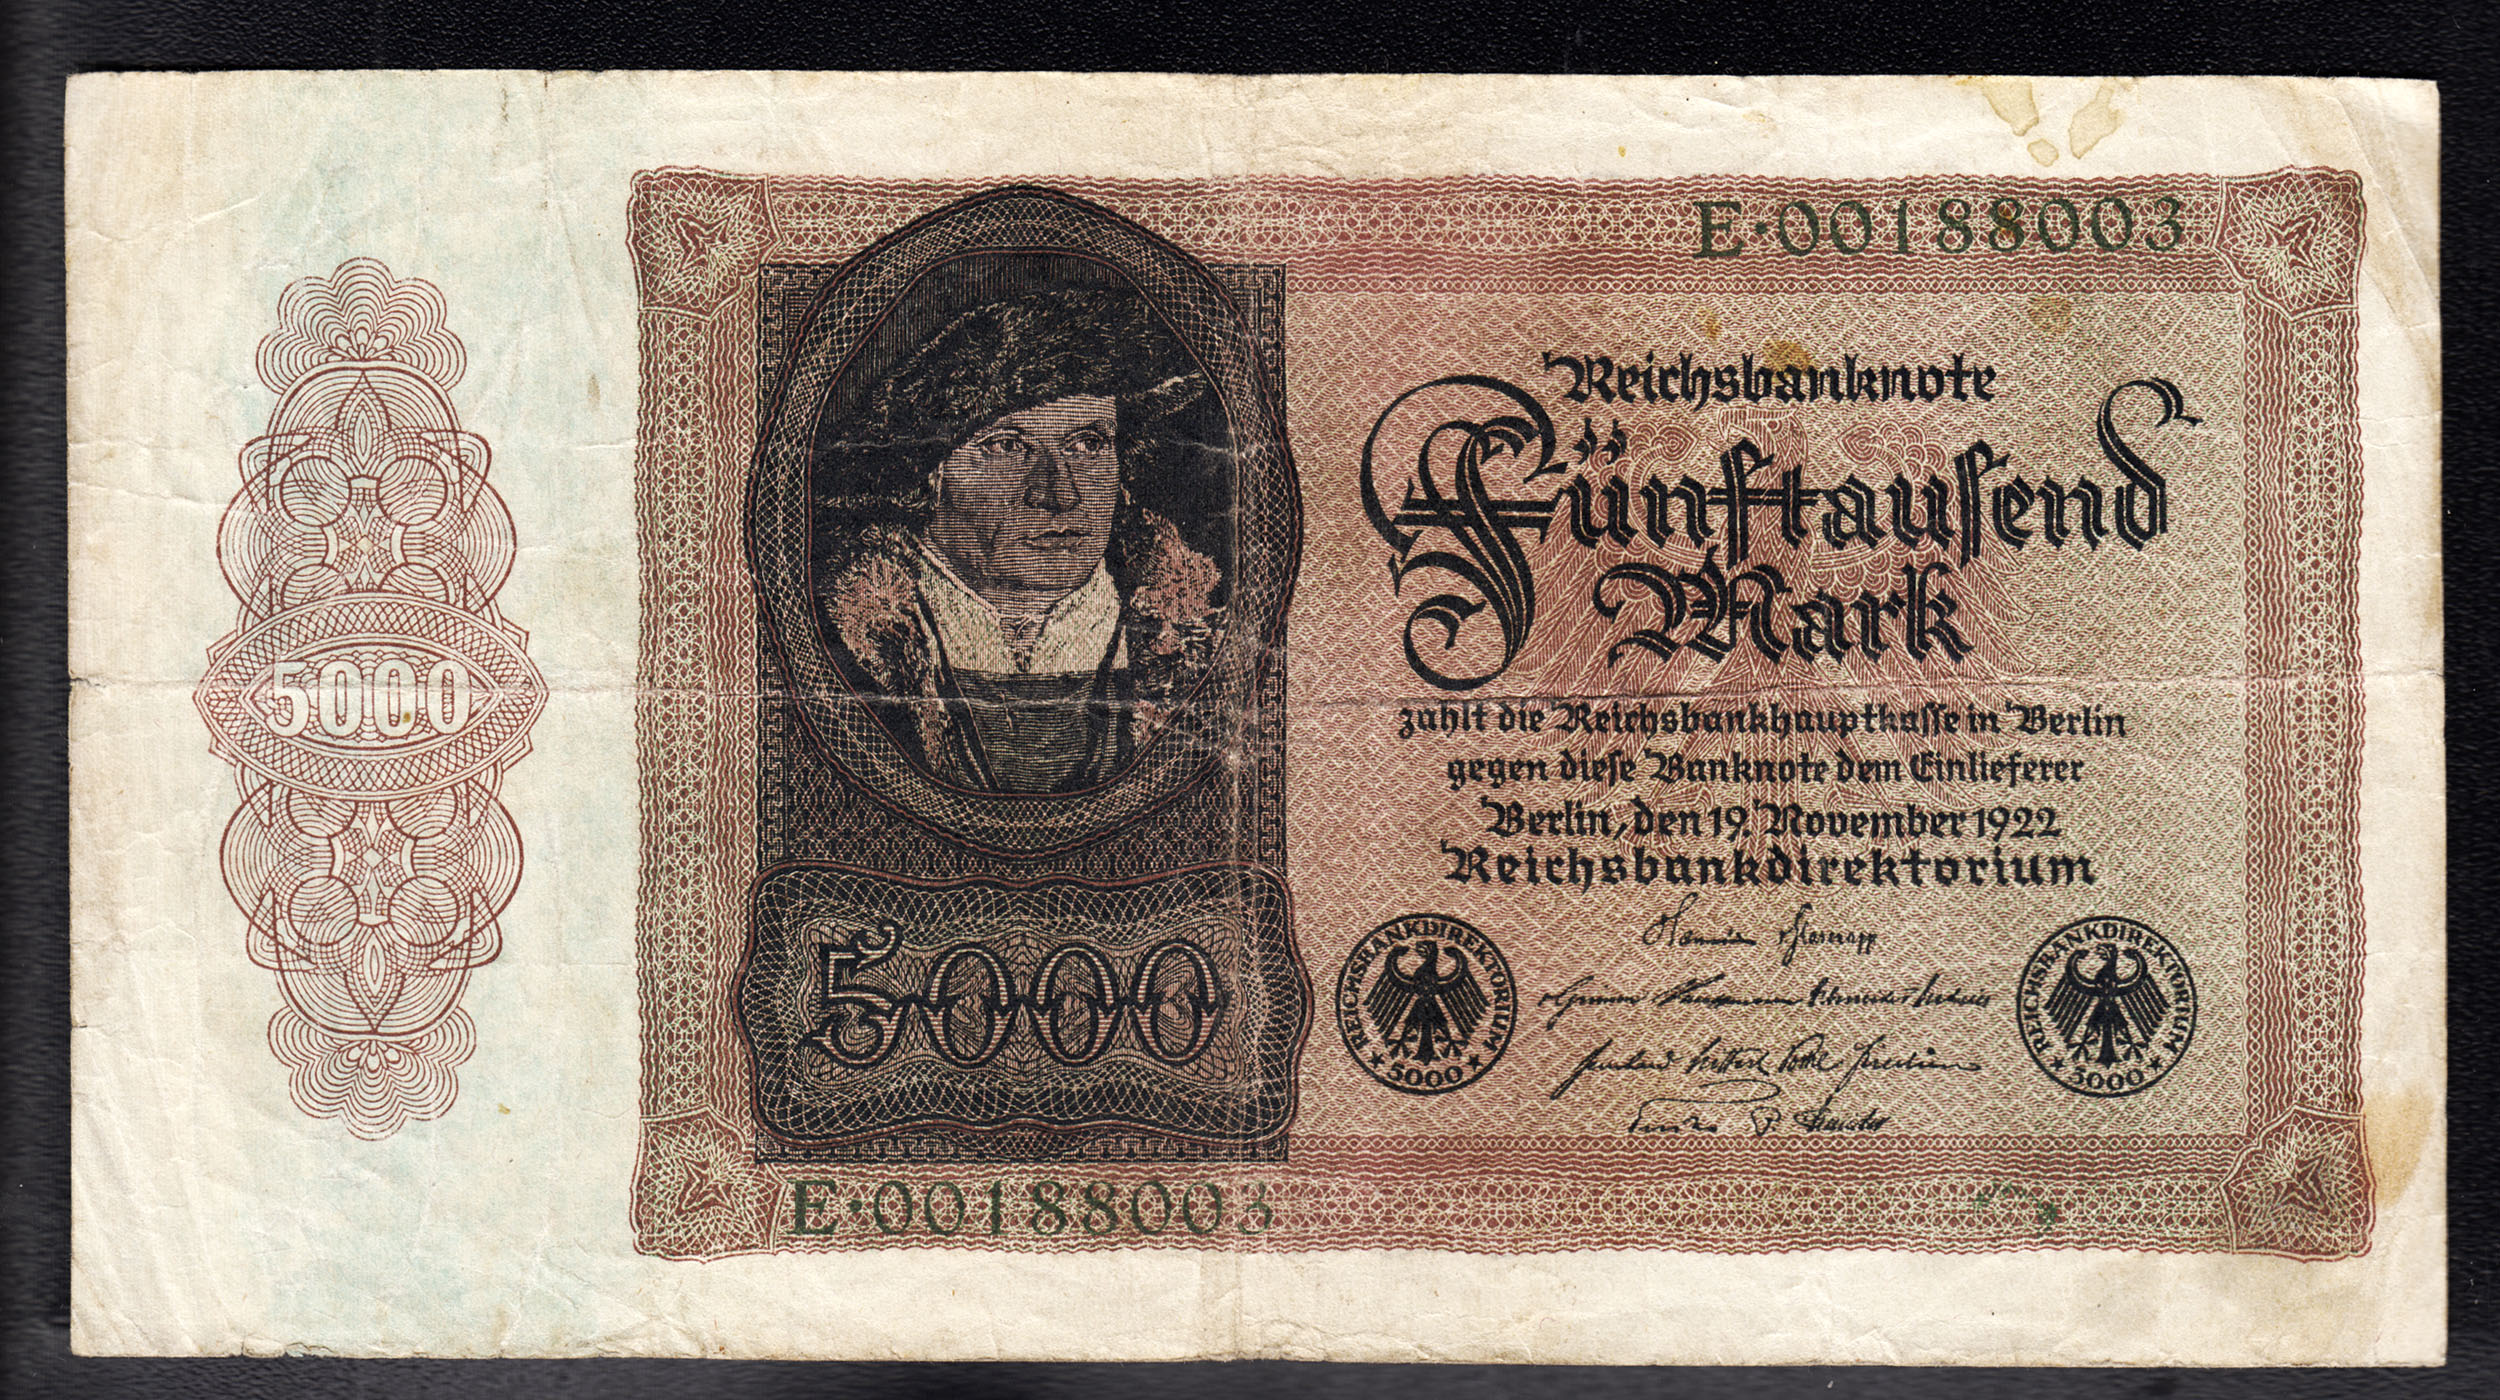 E·00188003
Reichsbanknote
Fünftausend
Mark
zahlt die Reichsbankhauptkasse in Berlin
gegen diese Banknote dem Einlieferer
Berlin, den 19. November 1922
Reichsbankdirektorium
5000
5000
REICHSBANKDIREKTORIUM
5000
REICHSBANKDIREKTORIUM
5000
E·00188003